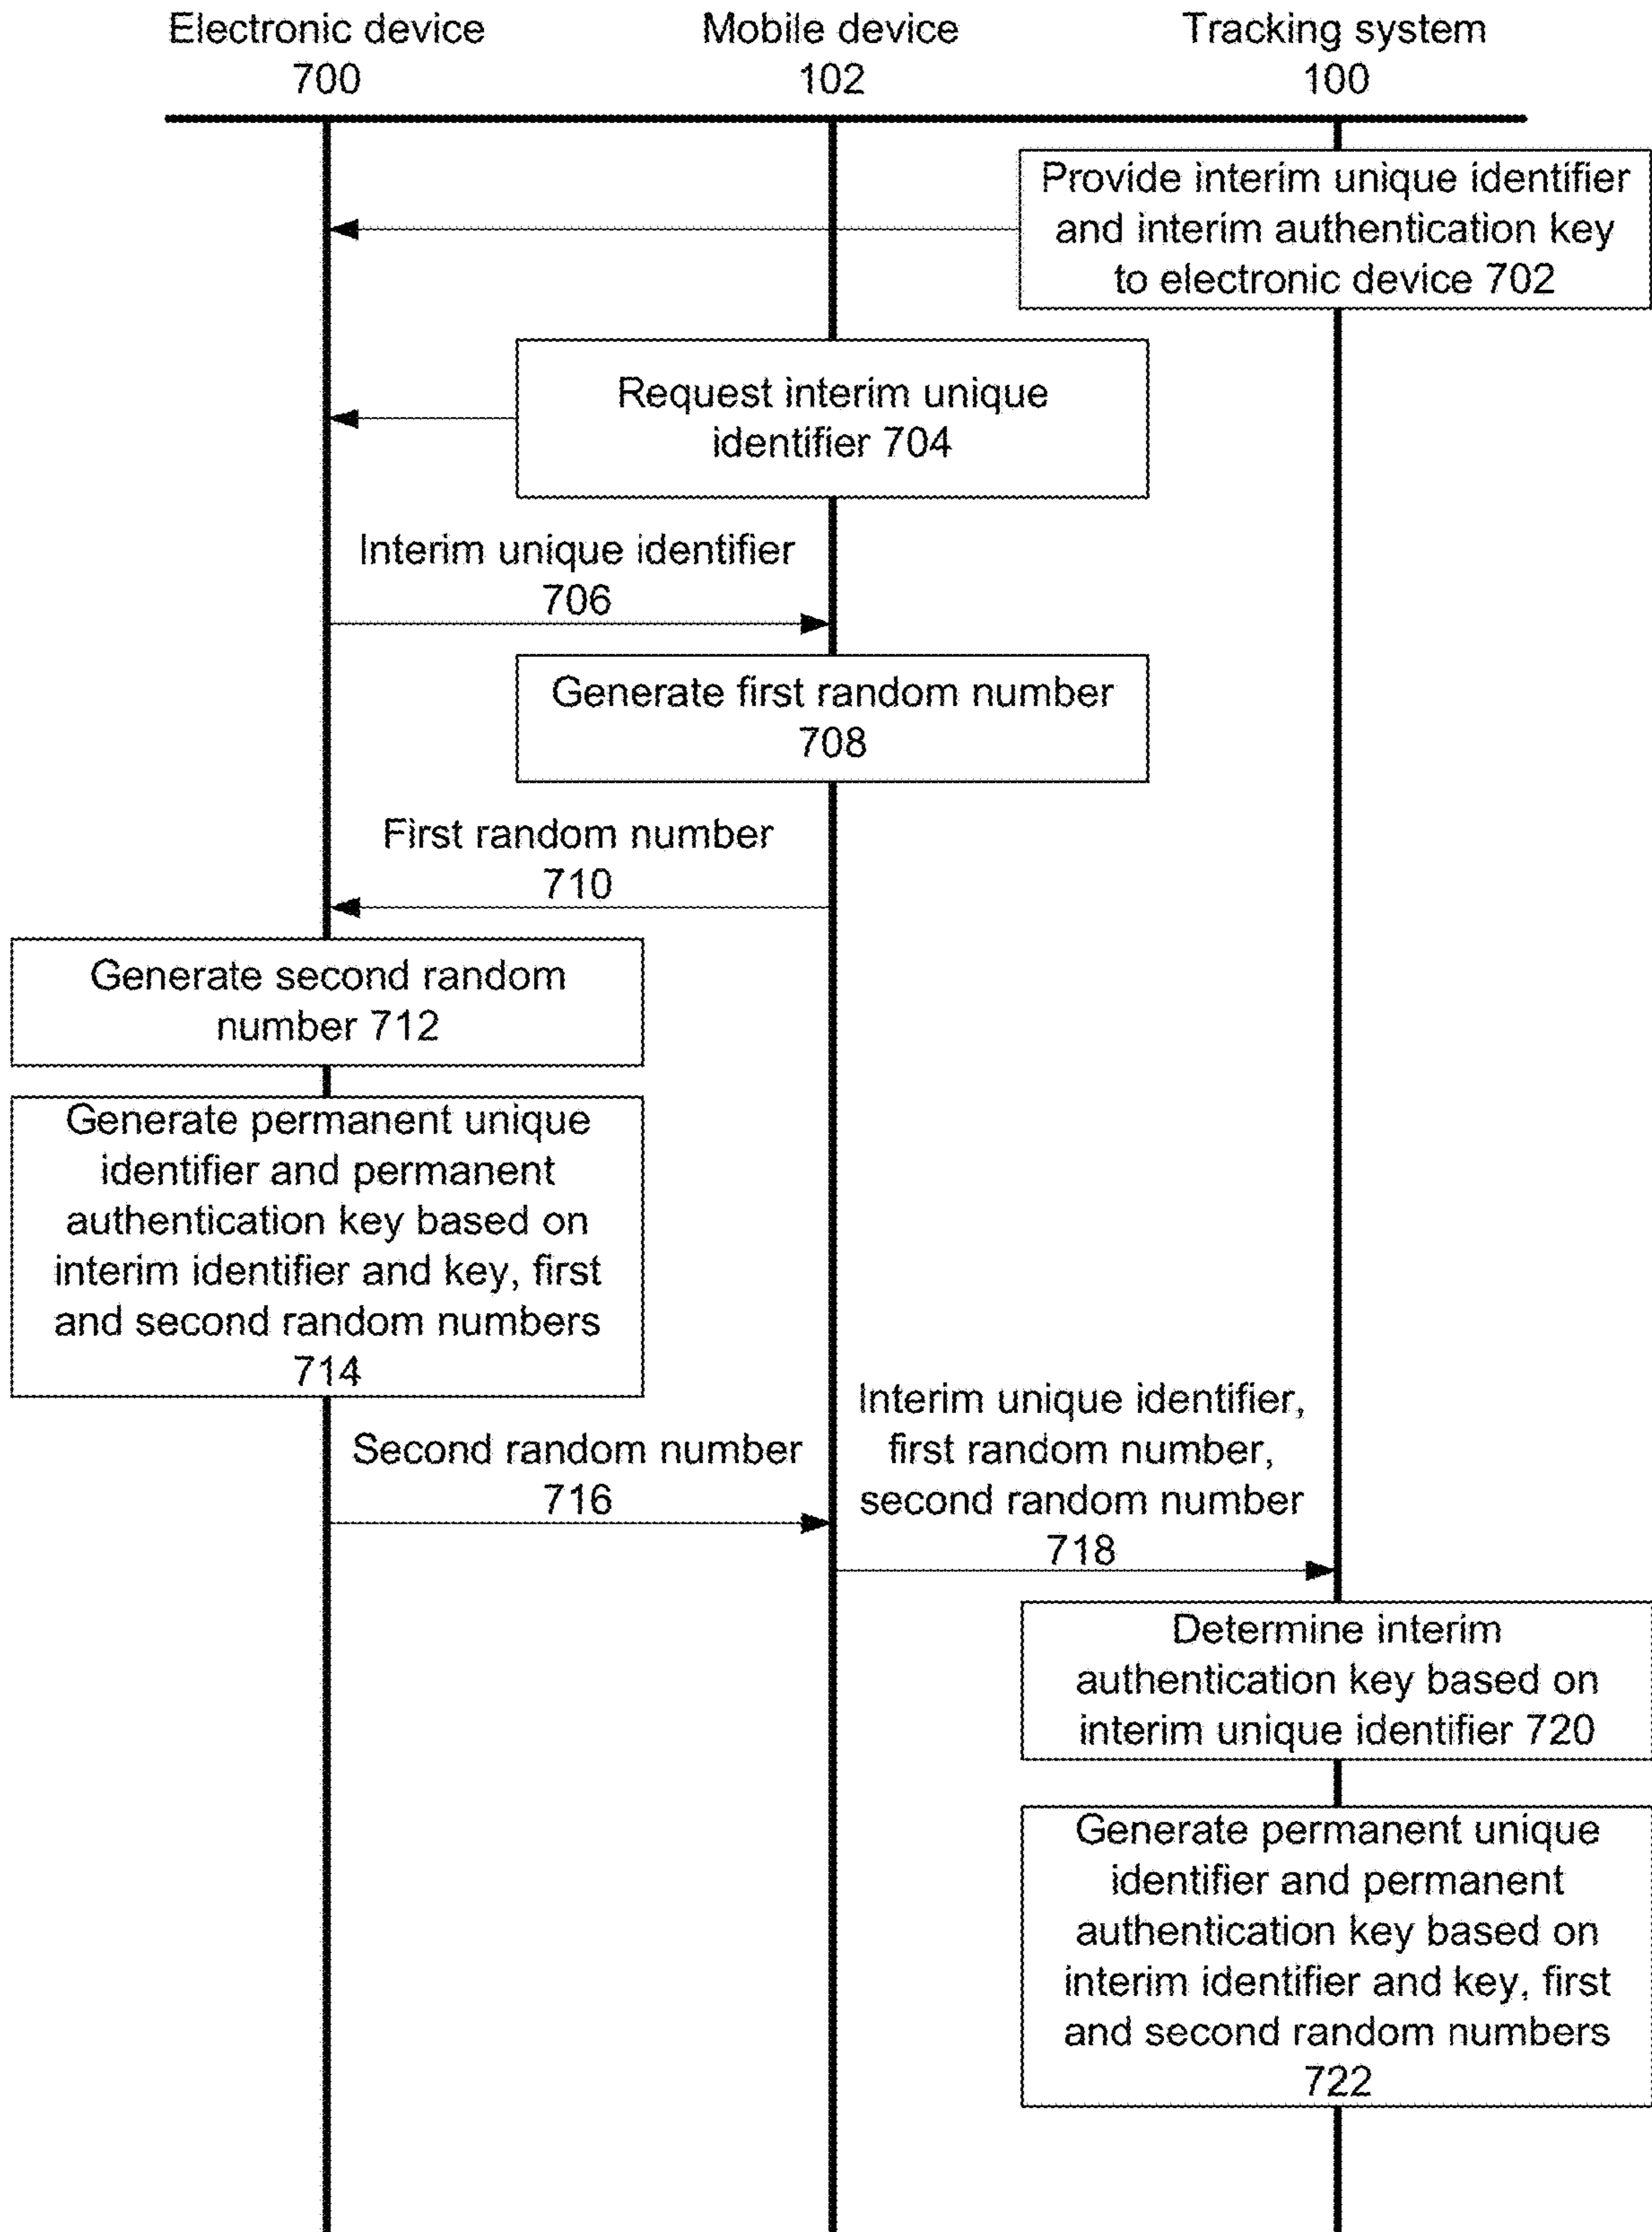 Electronic device
700
Mobile device
102
Tracking system
100
Provide interim unique identifier
and interim authentication key
to electronic device 702
Request interim unique
identifier 704
Interim unique identifier
706
Generate first random number
708
First random number
710
Generate second random
number 712
Generate permanent unique
identifier and permanent
authentication key based on
interim identifier and key, first
and second random numbers
714
Second random number
716
Interim unique identifier,
first random number,
second random number
718
Determine interim
authentication key based on
interim unique identifier 720
Generate permanent unique
identifier and permanent
authentication key based on
interim identifier and key, first
and second random numbers
722